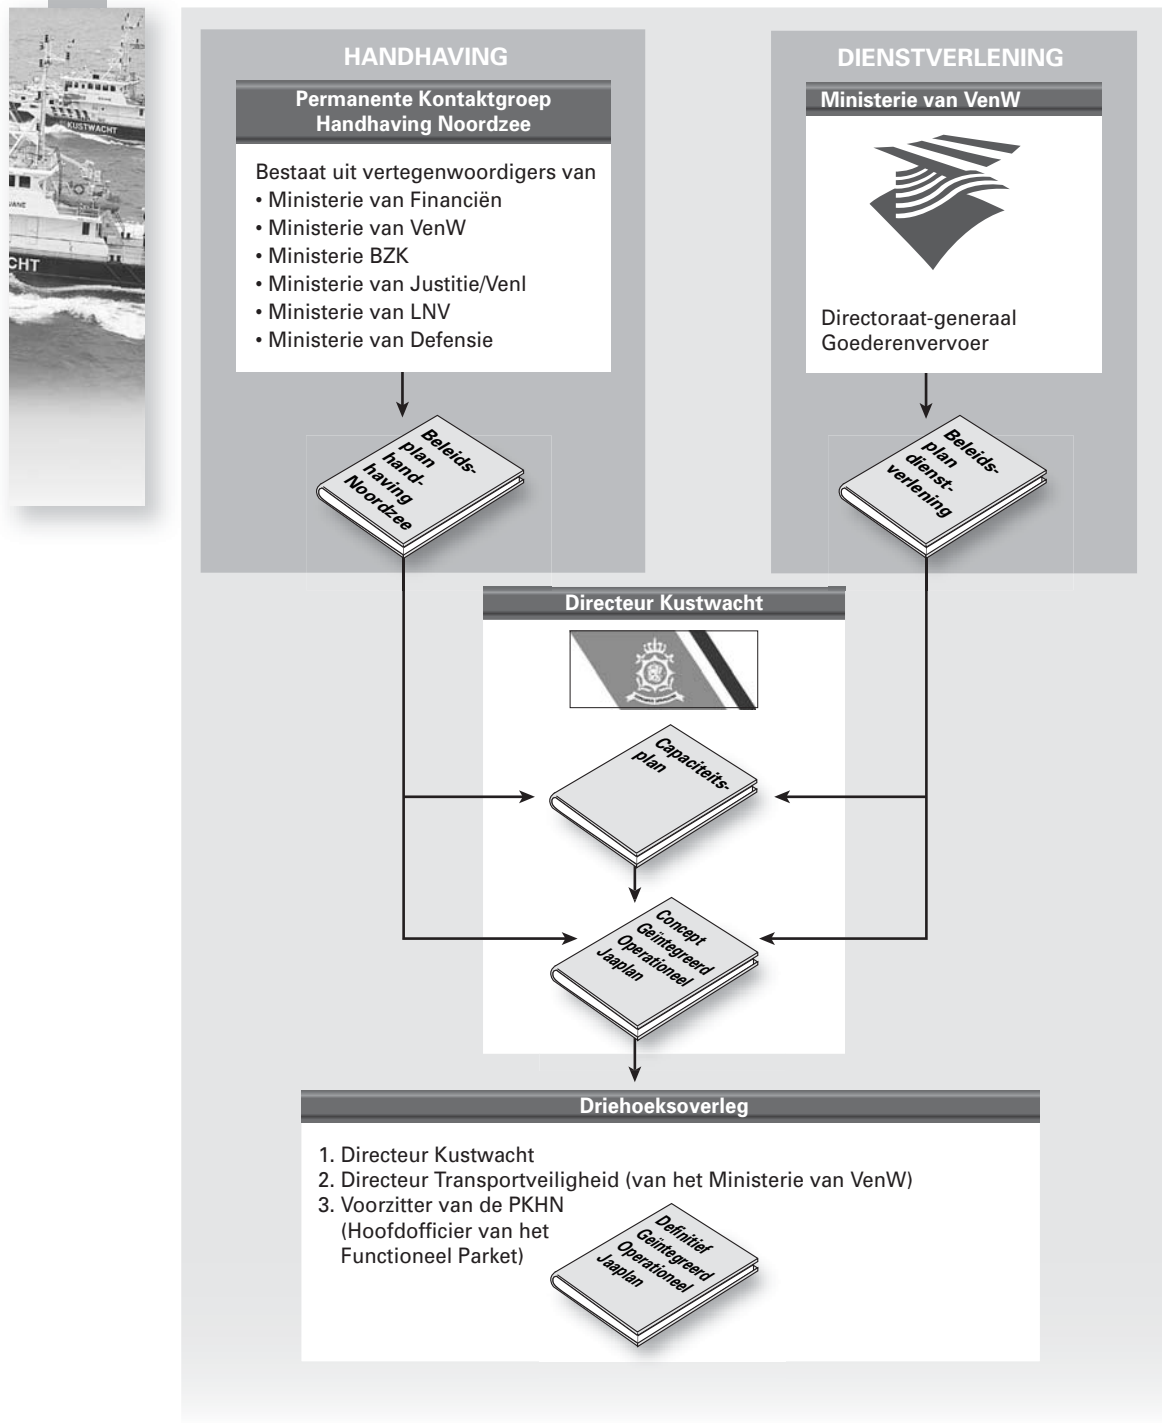 KUSTWACHT
CHT
HANDHAVING
Permanente Kontaktgroep
Handhaving Noordzee
Bestaat uit vertegenwoordigers van
• Ministerie van Financiën
• Ministerie van VenW
• Ministerie BZK
• Ministerie van Justitie/VenI
• Ministerie van LNV
• Ministerie van Defensie
Beleids-
plan
hand-
having
Noordzee
DIENSTVERLENING
Ministerie van VenW
Directoraat-generaal
Goederenvervoer
Beleids-
plan
dienst-
verlening
Directeur Kustwacht
Capaciteits-
plan
Concept
Geïntegreerd
Operationeel
Jaaplan
Driehoeksoverleg
1. Directeur Kustwacht
2. Directeur Transportveiligheid (van het Ministerie van VenW)
3. Voorzitter van de PKHN
(Hoofdofficier van het
Functioneel Parket)
Definitief
Geïntegreerd
Operationeel
Jaaplan